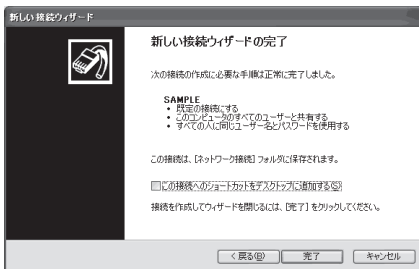 新しい接続ウィザード
新しい接続ウィザードの完了
次の接続の作成に必要な手順は正常に完了しました。
SAMPLE
• 既定の接続にする
• このコンピュータのすべてのユーザーと共有する
• すべての人に同じユーザー名とパスワードを使用する
この接続は、[ネットワーク接続] フォルダに保存されます。
この接続へのショートカットをデスクトップに追加する(S)
接続を作成してウィザードを閉じるには、[完了] をクリックしてください。
< 戻る(B)
完了
キャンセル